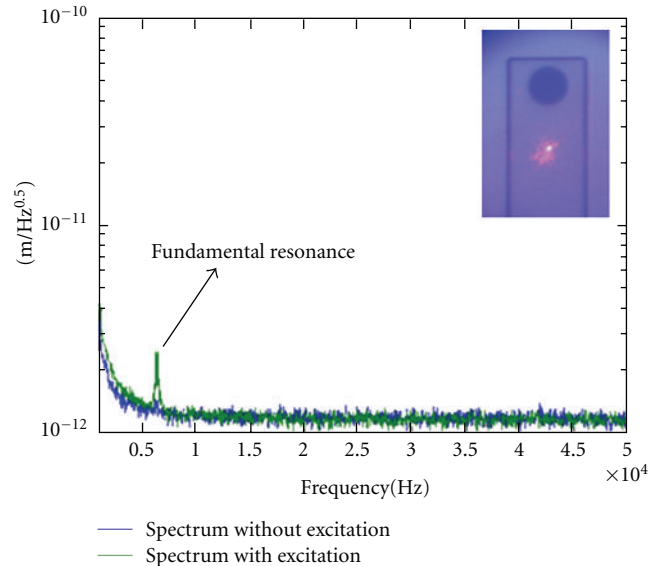 10^{-10}
10^{-11}
10^{-12}
(m/Hz^{0.5})
Fundamental resonance
0.5 1 1.5 2 2.5 3 3.5 4 4.5 5
×10^4
Frequency(Hz)
Spectrum without excitation
Spectrum with excitation